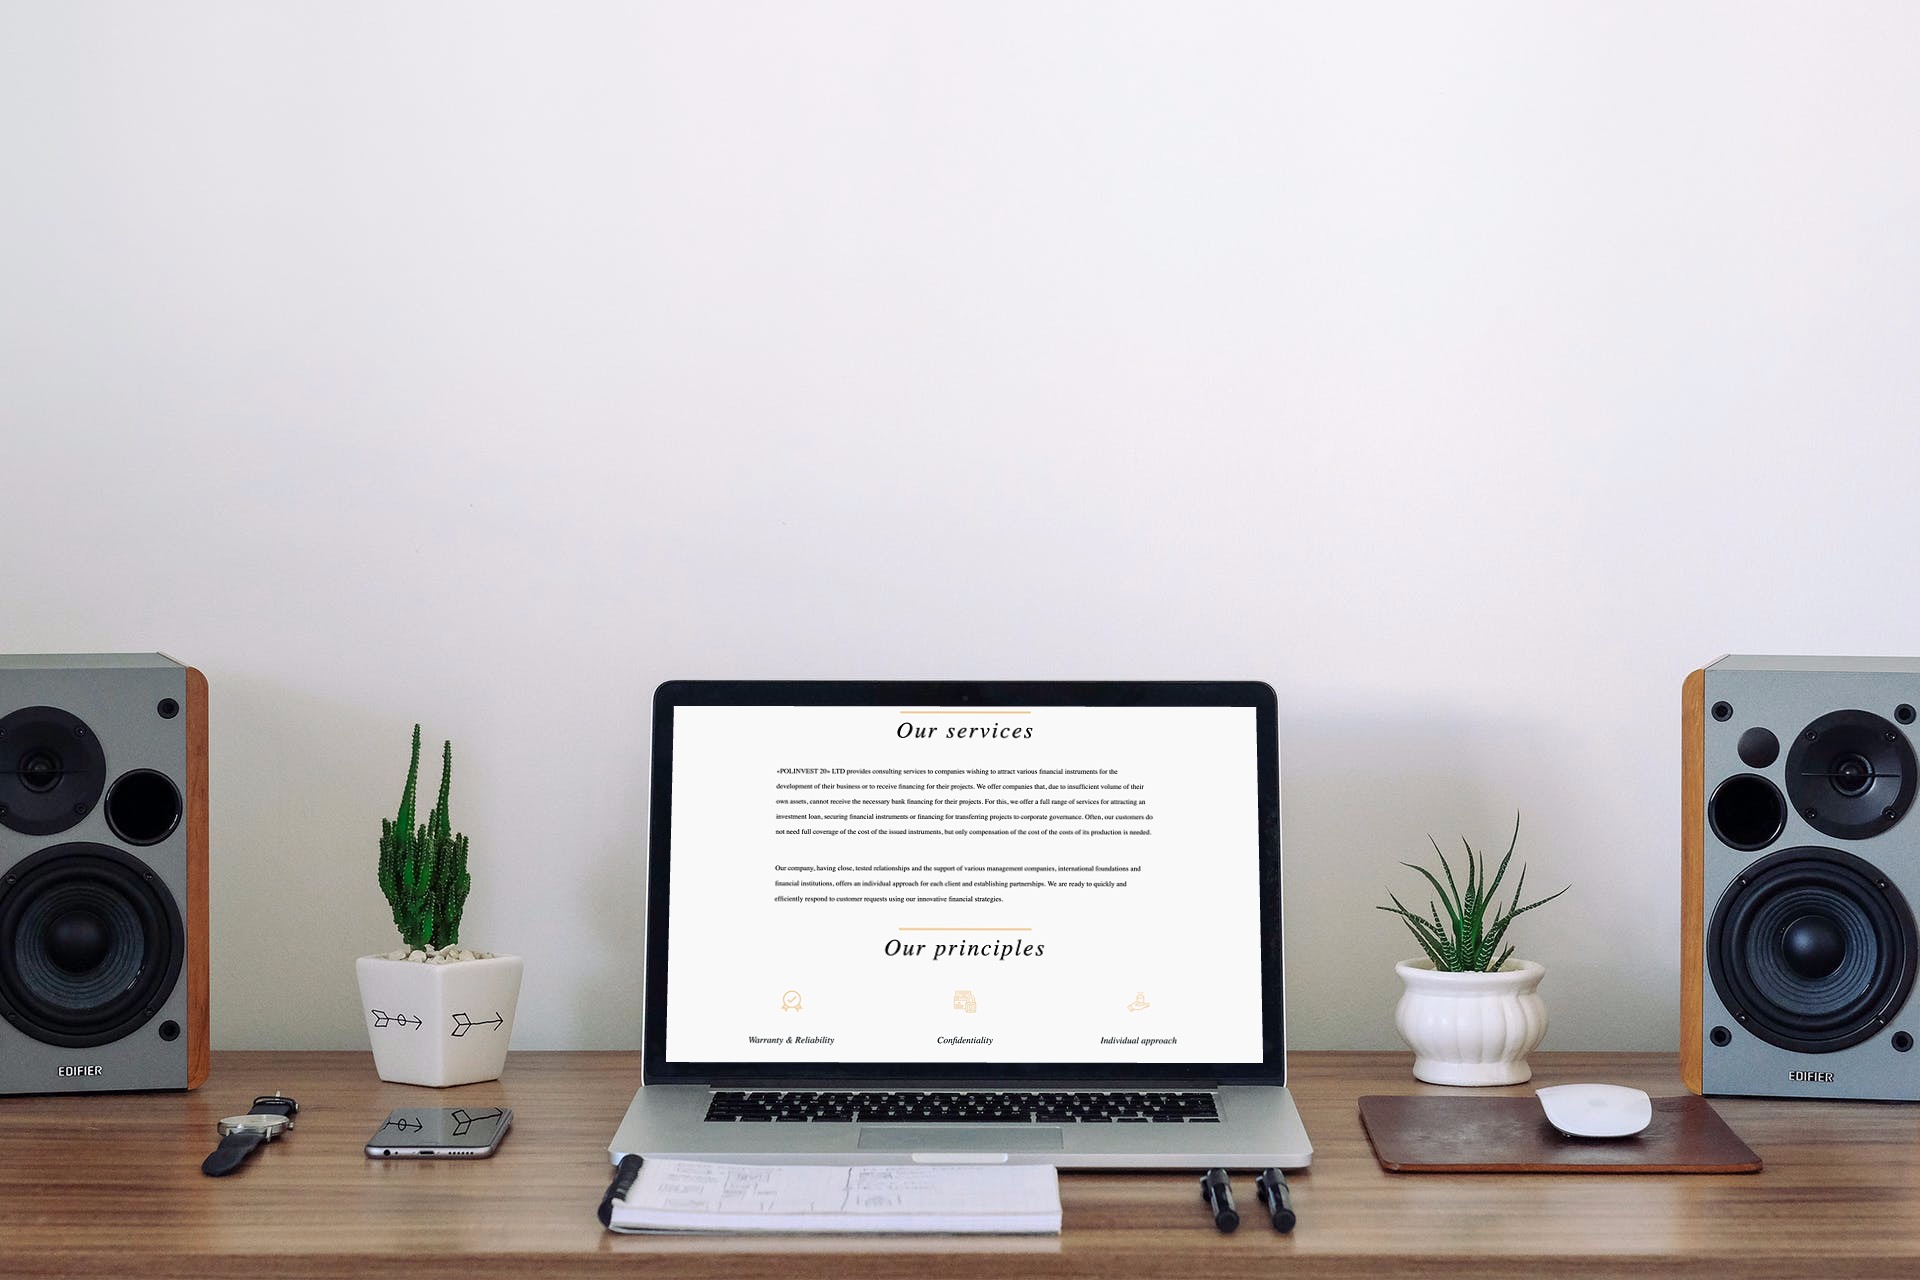 Our services
«POLINVEST 20» LTD provides consulting services to companies wishing to attract various financial instruments for the
development of their business or to receive financing for their projects. We offer companies that, due to insufficient volume of their
own assets, cannot receive the necessary bank financing for their projects. For this, we offer a full range of services for attracting an
investment loan, securing financial instruments or financing for transferring projects to corporate governance. Often, our customers do
not need full coverage of the cost of the issued instruments, but only compensation of the cost of the costs of its production is needed.
Our company, having close, tested relationships and the support of various management companies, international foundations and
financial institutions, offers an individual approach for each client and establishing partnerships. We are ready to quickly and
efficiently respond to customer requests using our innovative financial strategies.
Our principles
Warranty & Reliability
Confidentiality
Individual approach
EDIFIER
EDIFIER